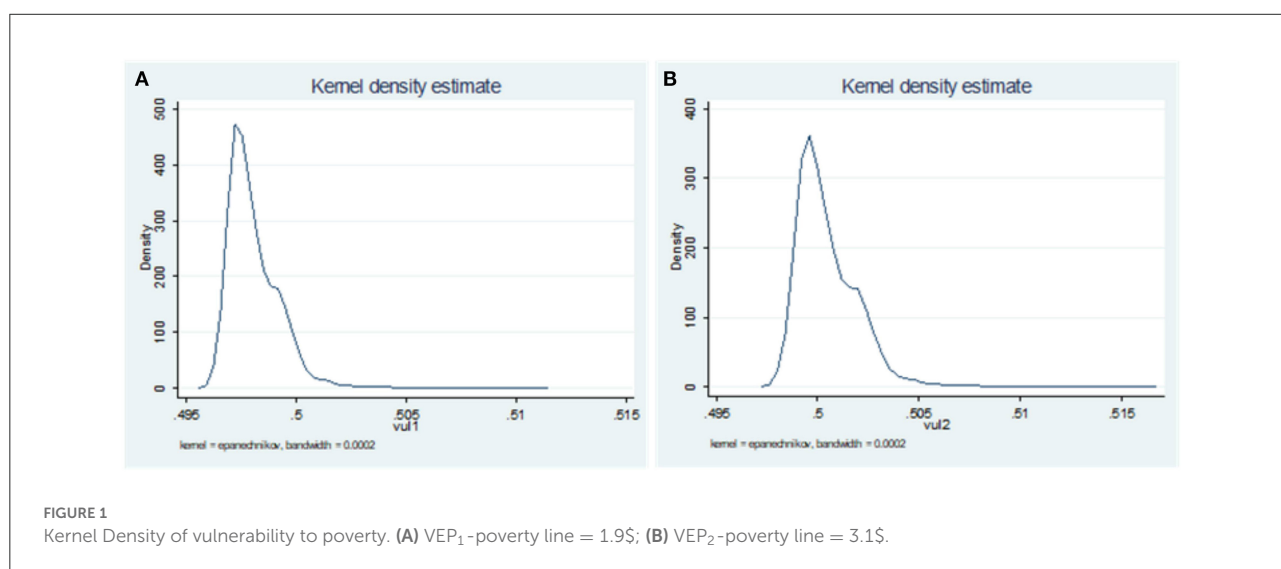 A
Kernel density estimate
500
400
300
200
100
0
Density
.495
.5
.505
.51
.515
vul1
kernel = epanechnikov, bandwidth = 0.0002
B
Kernel density estimate
400
300
200
100
0
Density
.495
.5
.505
.51
.515
vul2
kernel = epanechnikov, bandwidth = 0.0002
FIGURE 1
Kernel Density of vulnerability to poverty. (A) VEP₁-poverty line = 1.9$; (B) VEP₂-poverty line = 3.1$.